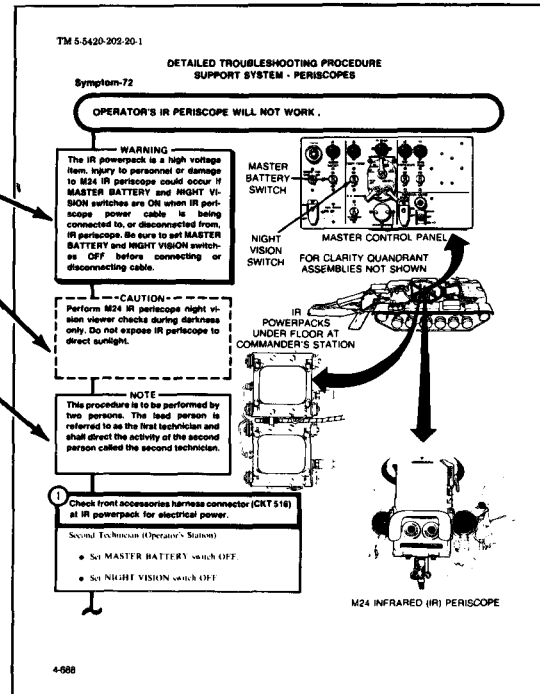 TM 5-5420-202-20-1
DETAILED TROUBLESHOOTING PROCEDURE
SUPPORT SYSTEM - PERISCOPES
Symptom-72
OPERATOR'S IR PERISCOPE WILL NOT WORK.
WARNING
The IR powerpack is a high voltage
item. Injury to personnel or damage
to M24 IR periscope could occur if
MASTER BATTERY and NIGHT VI-
SION switches are ON when IR peri-
scope power cable is being
connected to, or disconnected from,
IR periscope. Be sure to set MASTER
BATTERY and NIGHT VISION switch-
es OFF before connecting or
disconnecting cable.
MASTER
BATTERY
SWITCH
NIGHT
VISION
SWITCH
MASTER CONTROL PANEL
FOR CLARITY QUADRANT
ASSEMBLIES NOT SHOWN
CAUTION
Perform M24 IR periscope night vi-
sion viewer checks during darkness
only. Do not expose IR periscope to
direct sunlight.
IR
POWERPACKS
UNDER FLOOR AT
COMMANDER'S STATION
NOTE
This procedure is to be performed by
two persons. The lead person is
referred to as the first technician and
shall direct the activity of the second
person called the second technician.
1
Check front accessories harness connector (CKT 516)
at IR powerpack for electrical power.
Second Technician (Operator's Station)
● Set MASTER BATTERY switch OFF.
● Set NIGHT VISION switch OFF
M24 INFRARED (IR) PERISCOPE
4-688